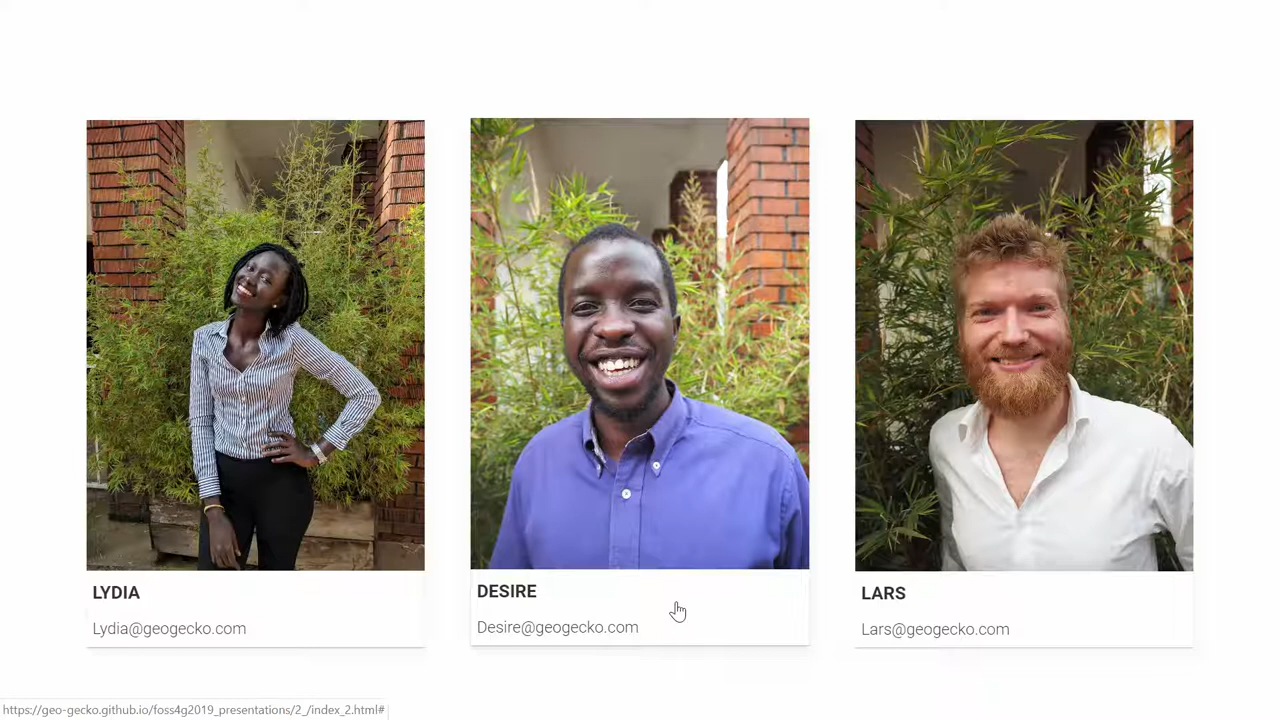 LYDIA
Lydia@geogecko.com
DESIRE
Desire@geogecko.com
LARS
Lars@geogecko.com
https://geo-gecko.github.io/foss4g2019_presentations/2_/index_2.html#